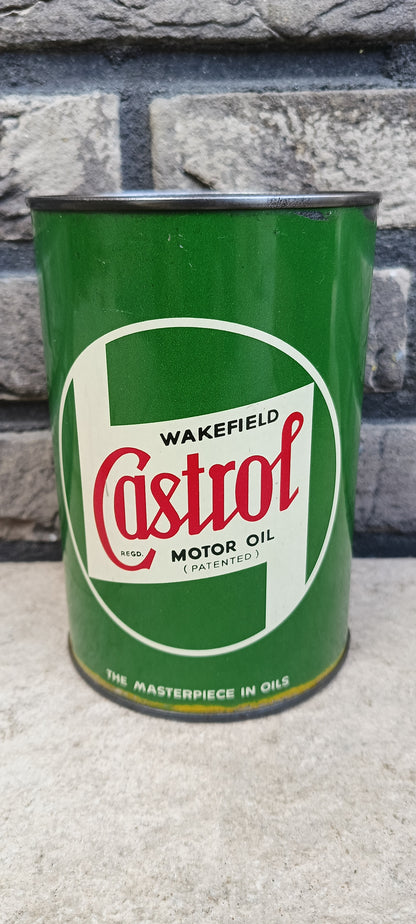 WAKEFIELD
Castrol
REGD.
MOTOR OIL
(PATENTED)
THE MASTERPIECE IN OILS